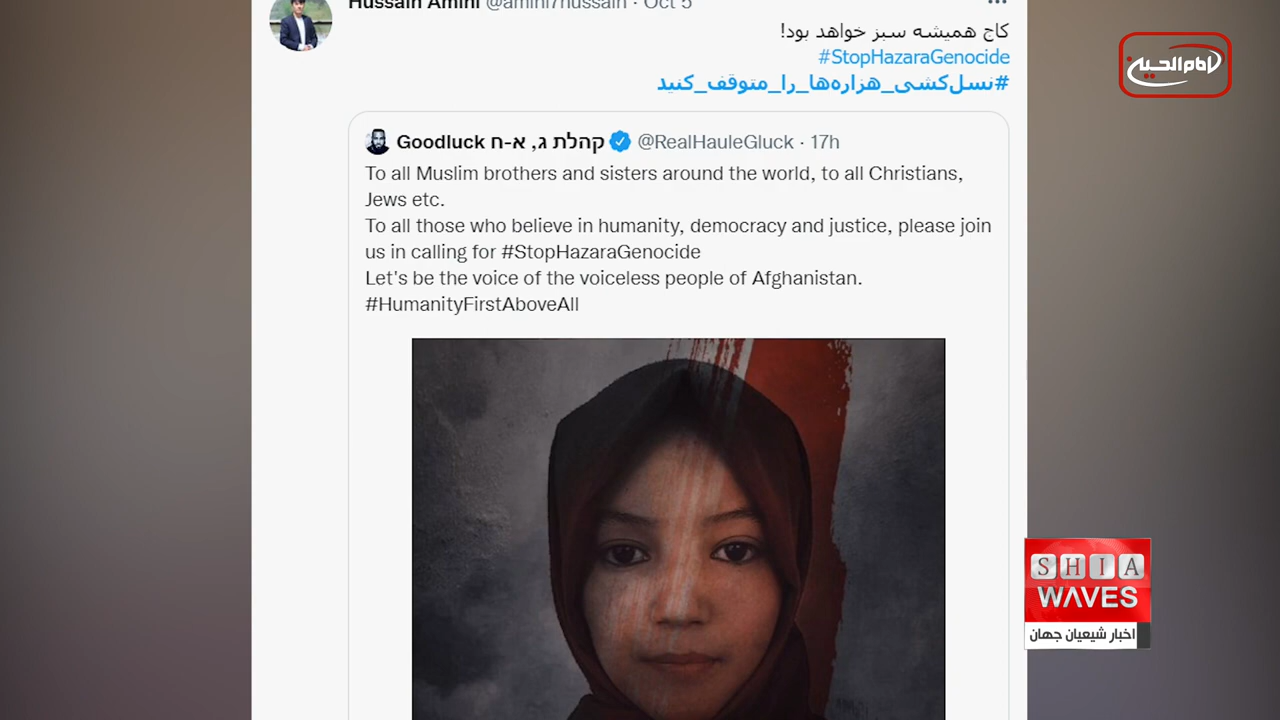 Hussain Amini @amini7hussain · Oct 5
کاج همیشه سبز خواهد بود!
#StopHazaraGenocide
#نسل‌کشی_هزاره‌ها_را_متوقف_کنید
Goodluck קהלת ג, א-ח @RealHauleGluck · 17h
To all Muslim brothers and sisters around the world, to all Christians,
Jews etc.
To all those who believe in humanity, democracy and justice, please join
us in calling for #StopHazaraGenocide
Let's be the voice of the voiceless people of Afghanistan.
#HumanityFirstAboveAll
امام الحسین
SHIA
WAVES
اخبار شیعیان جهان